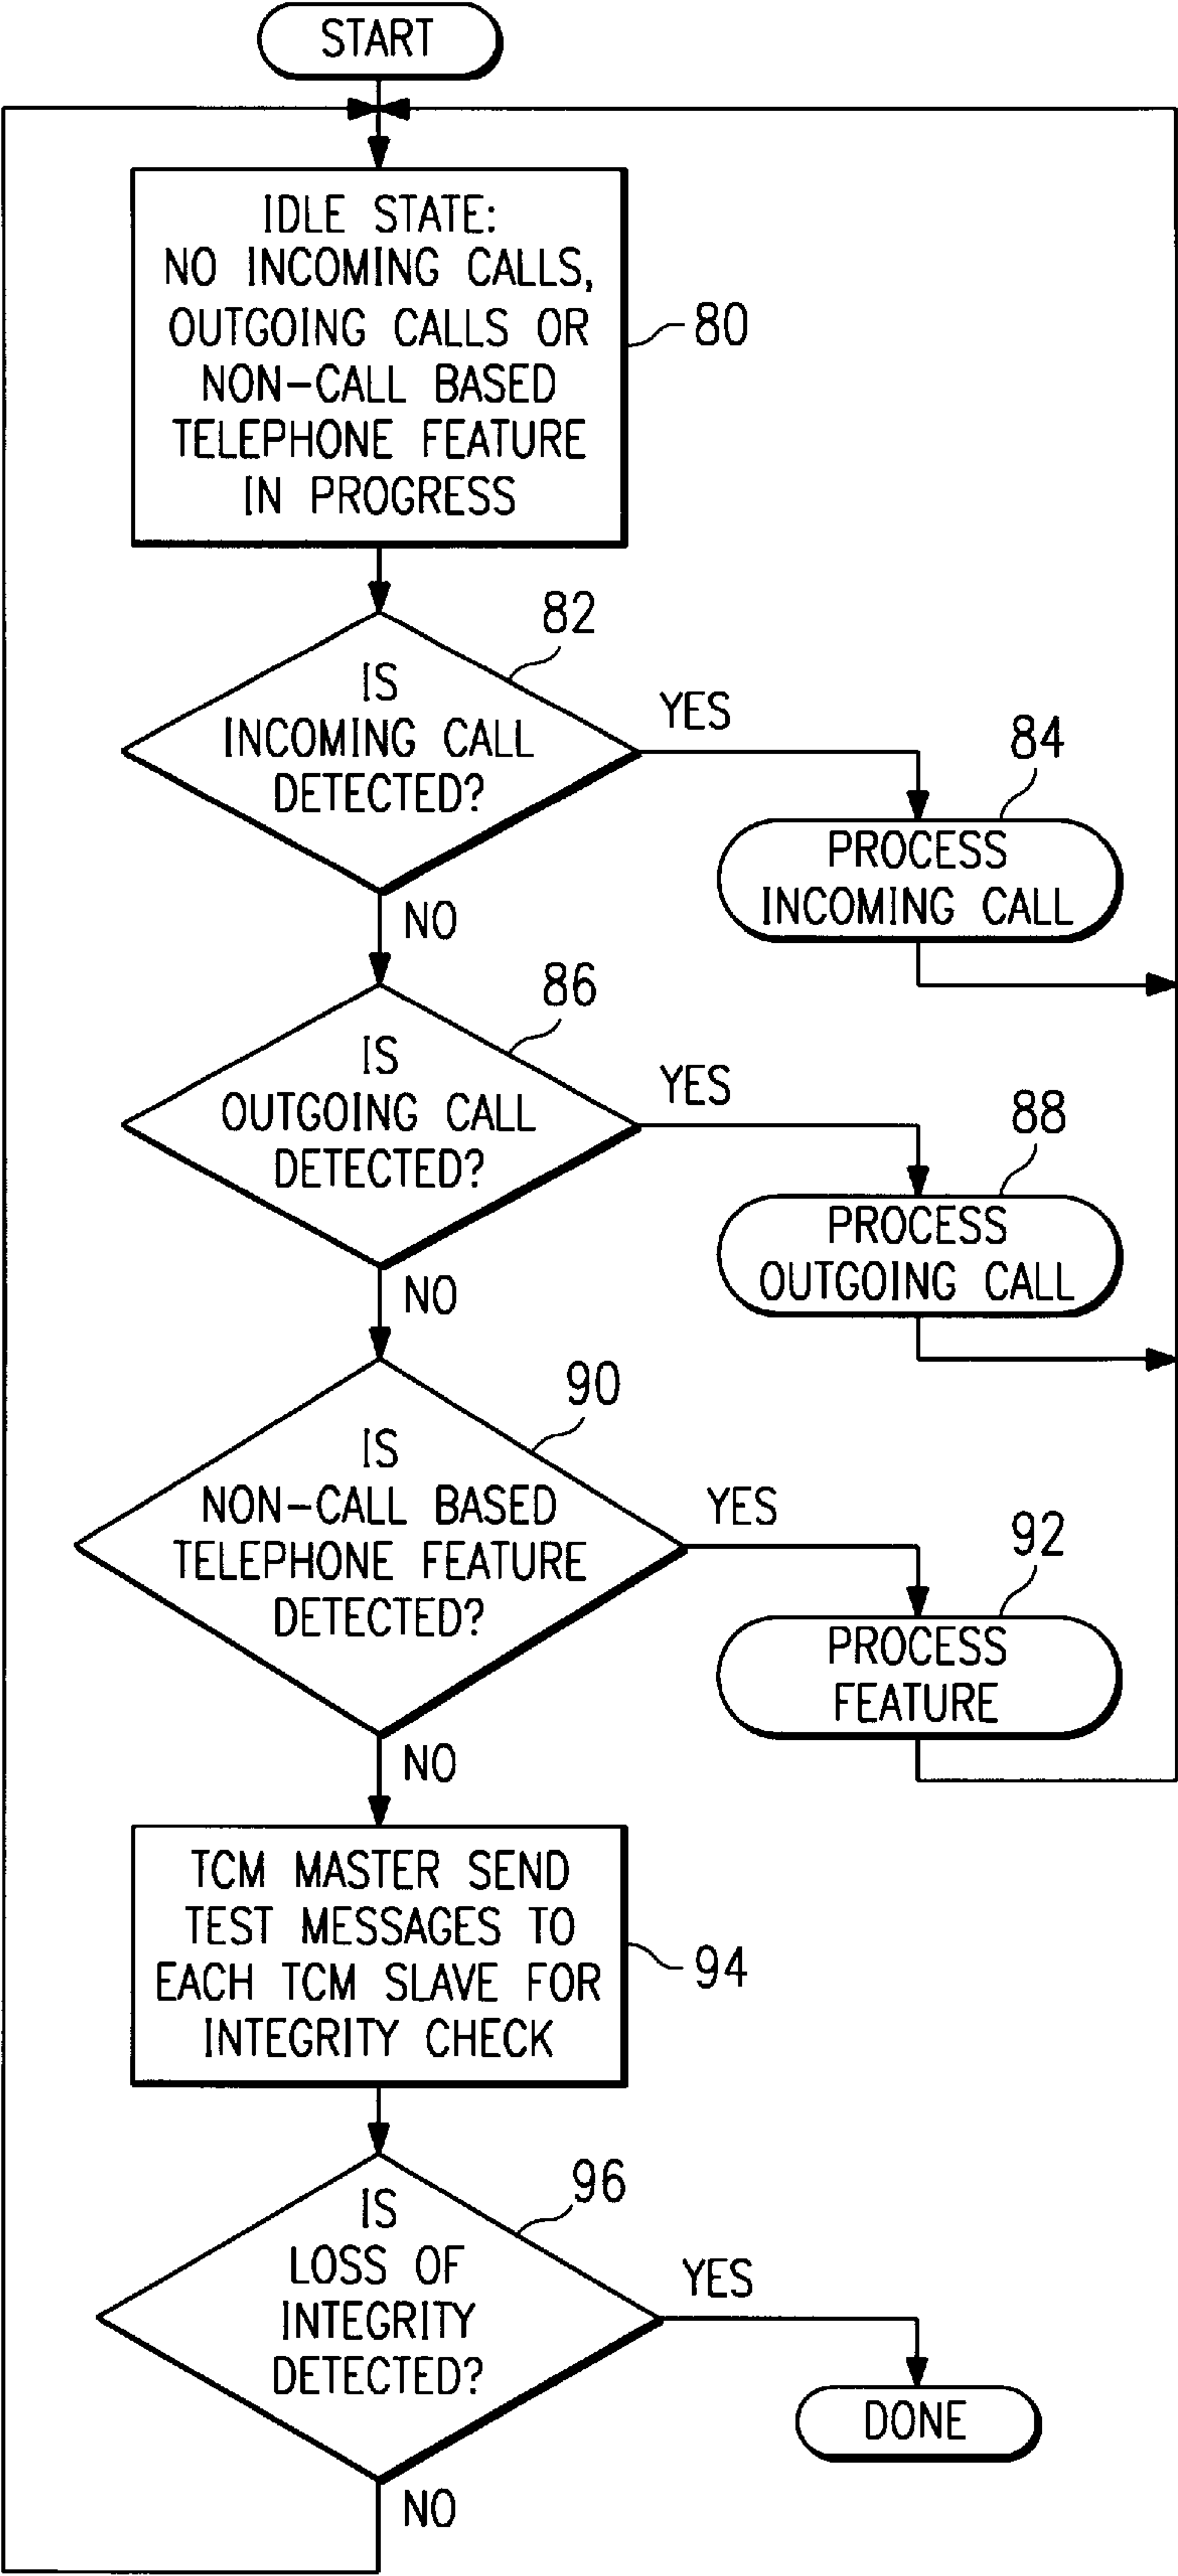 START
IDLE STATE:
NO INCOMING CALLS,
OUTGOING CALLS OR
NON-CALL BASED
TELEPHONE FEATURE
IN PROGRESS
80
82
IS
INCOMING CALL
DETECTED?
YES
NO
84
PROCESS
INCOMING CALL
86
IS
OUTGOING CALL
DETECTED?
YES
NO
88
PROCESS
OUTGOING CALL
90
IS
NON-CALL BASED
TELEPHONE FEATURE
DETECTED?
YES
NO
92
PROCESS
FEATURE
TCM MASTER SEND
TEST MESSAGES TO
EACH TCM SLAVE FOR
INTEGRITY CHECK
94
96
IS
LOSS OF
INTEGRITY
DETECTED?
YES
NO
DONE